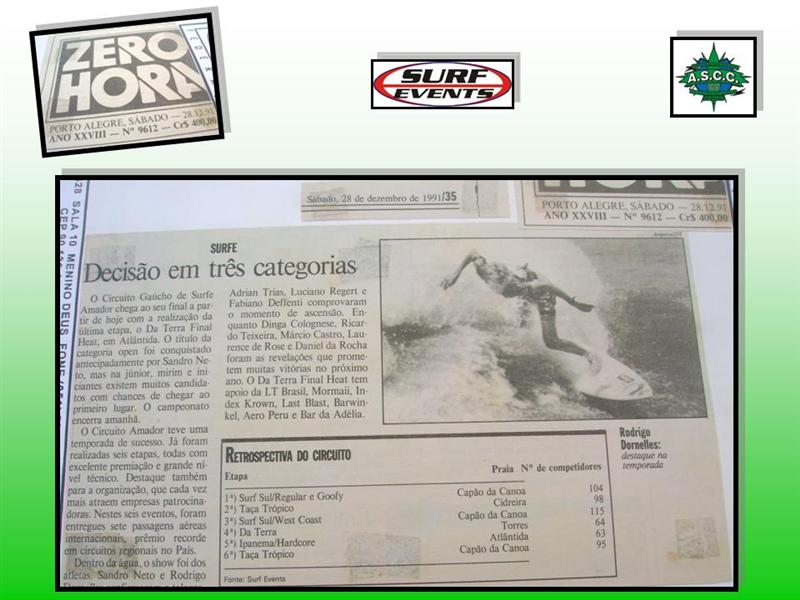 ZERO
HORA
PORTO ALEGRE, SÁBADO — 28.12.91
ANO XXVIII — Nº 9612 — Cr$ 400,00
SURF
EVENTS
A.S.C.C.
Sábado, 28 de dezembro de 1991/35
HORA
PORTO ALEGRE, SÁBADO — 28.12.91
ANO XXVIII — Nº 9612 — Cr$ 400,00
SALA 10 MENINO DEUS
SURFE
Decisão em três categorias
O Circuito Gaúcho de Surfe
Amador chega ao seu final a par-
tir de hoje com a realização da
última etapa, o Da Terra Final
Heat, em Atlântida. O título da
categoria open foi conquistado
antecipadamente por Sandro Ne-
to, mas na júnior, mirim e ini-
ciantes existem muitos candida-
tos com chances de chegar ao
primeiro lugar. O campeonato
encerra amanhã.
O Circuito Amador teve uma
temporada de sucesso. Já foram
realizadas seis etapas, todas com
excelente premiação e grande ní-
vel técnico. Destaque também
para a organização, que cada vez
mais atraem empresas patrocina-
doras. Nestes seis eventos, foram
entregues sete passagens aéreas
internacionais, prêmio recorde
em circuitos regionais no País.
Dentro da água, o show foi dos
atletas. Sandro Neto e Rodrigo
Adrian Trias, Luciano Regert e
Fabiano Deffenti comprovaram
o momento de ascensão. En-
quanto Dinga Colognese, Ricar-
do Teixeira, Márcio Castro, Lau-
rence de Rose e Daniel da Rocha
foram as revelações que prome-
tem muitas vitórias no próximo
ano. O Da Terra Final Heat tem
apoio da LT Brasil, Mormaii, In-
dex Krown, Last Blast, Barwin-
kel, Aero Peru e Bar da Adélia.
Rodrigo
Dornelles:
destaque na
temporada
RETROSPECTIVA DO CIRCUITO
Etapa Praia Nº de competidores
1ª) Surf Sul/Regular e Goofy Capão da Canoa 104
2ª) Taça Trópico Cidreira 98
3ª) Surf Sul/West Coast Capão da Canoa 115
4ª) Da Terra Torres 64
5ª) Ipanema/Hardcore Atlântida 63
6ª) Taça Trópico Capão da Canoa 95
Fonte: Surf Events